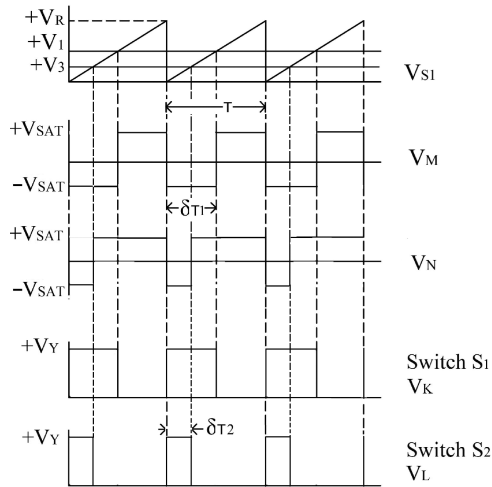 +VR
+V1
+V3
VS1
T
+VSAT
VM
−VSAT
δT1
+VSAT
VN
−VSAT
+VY
Switch S1
VK
δT2
+VY
Switch S2
VL